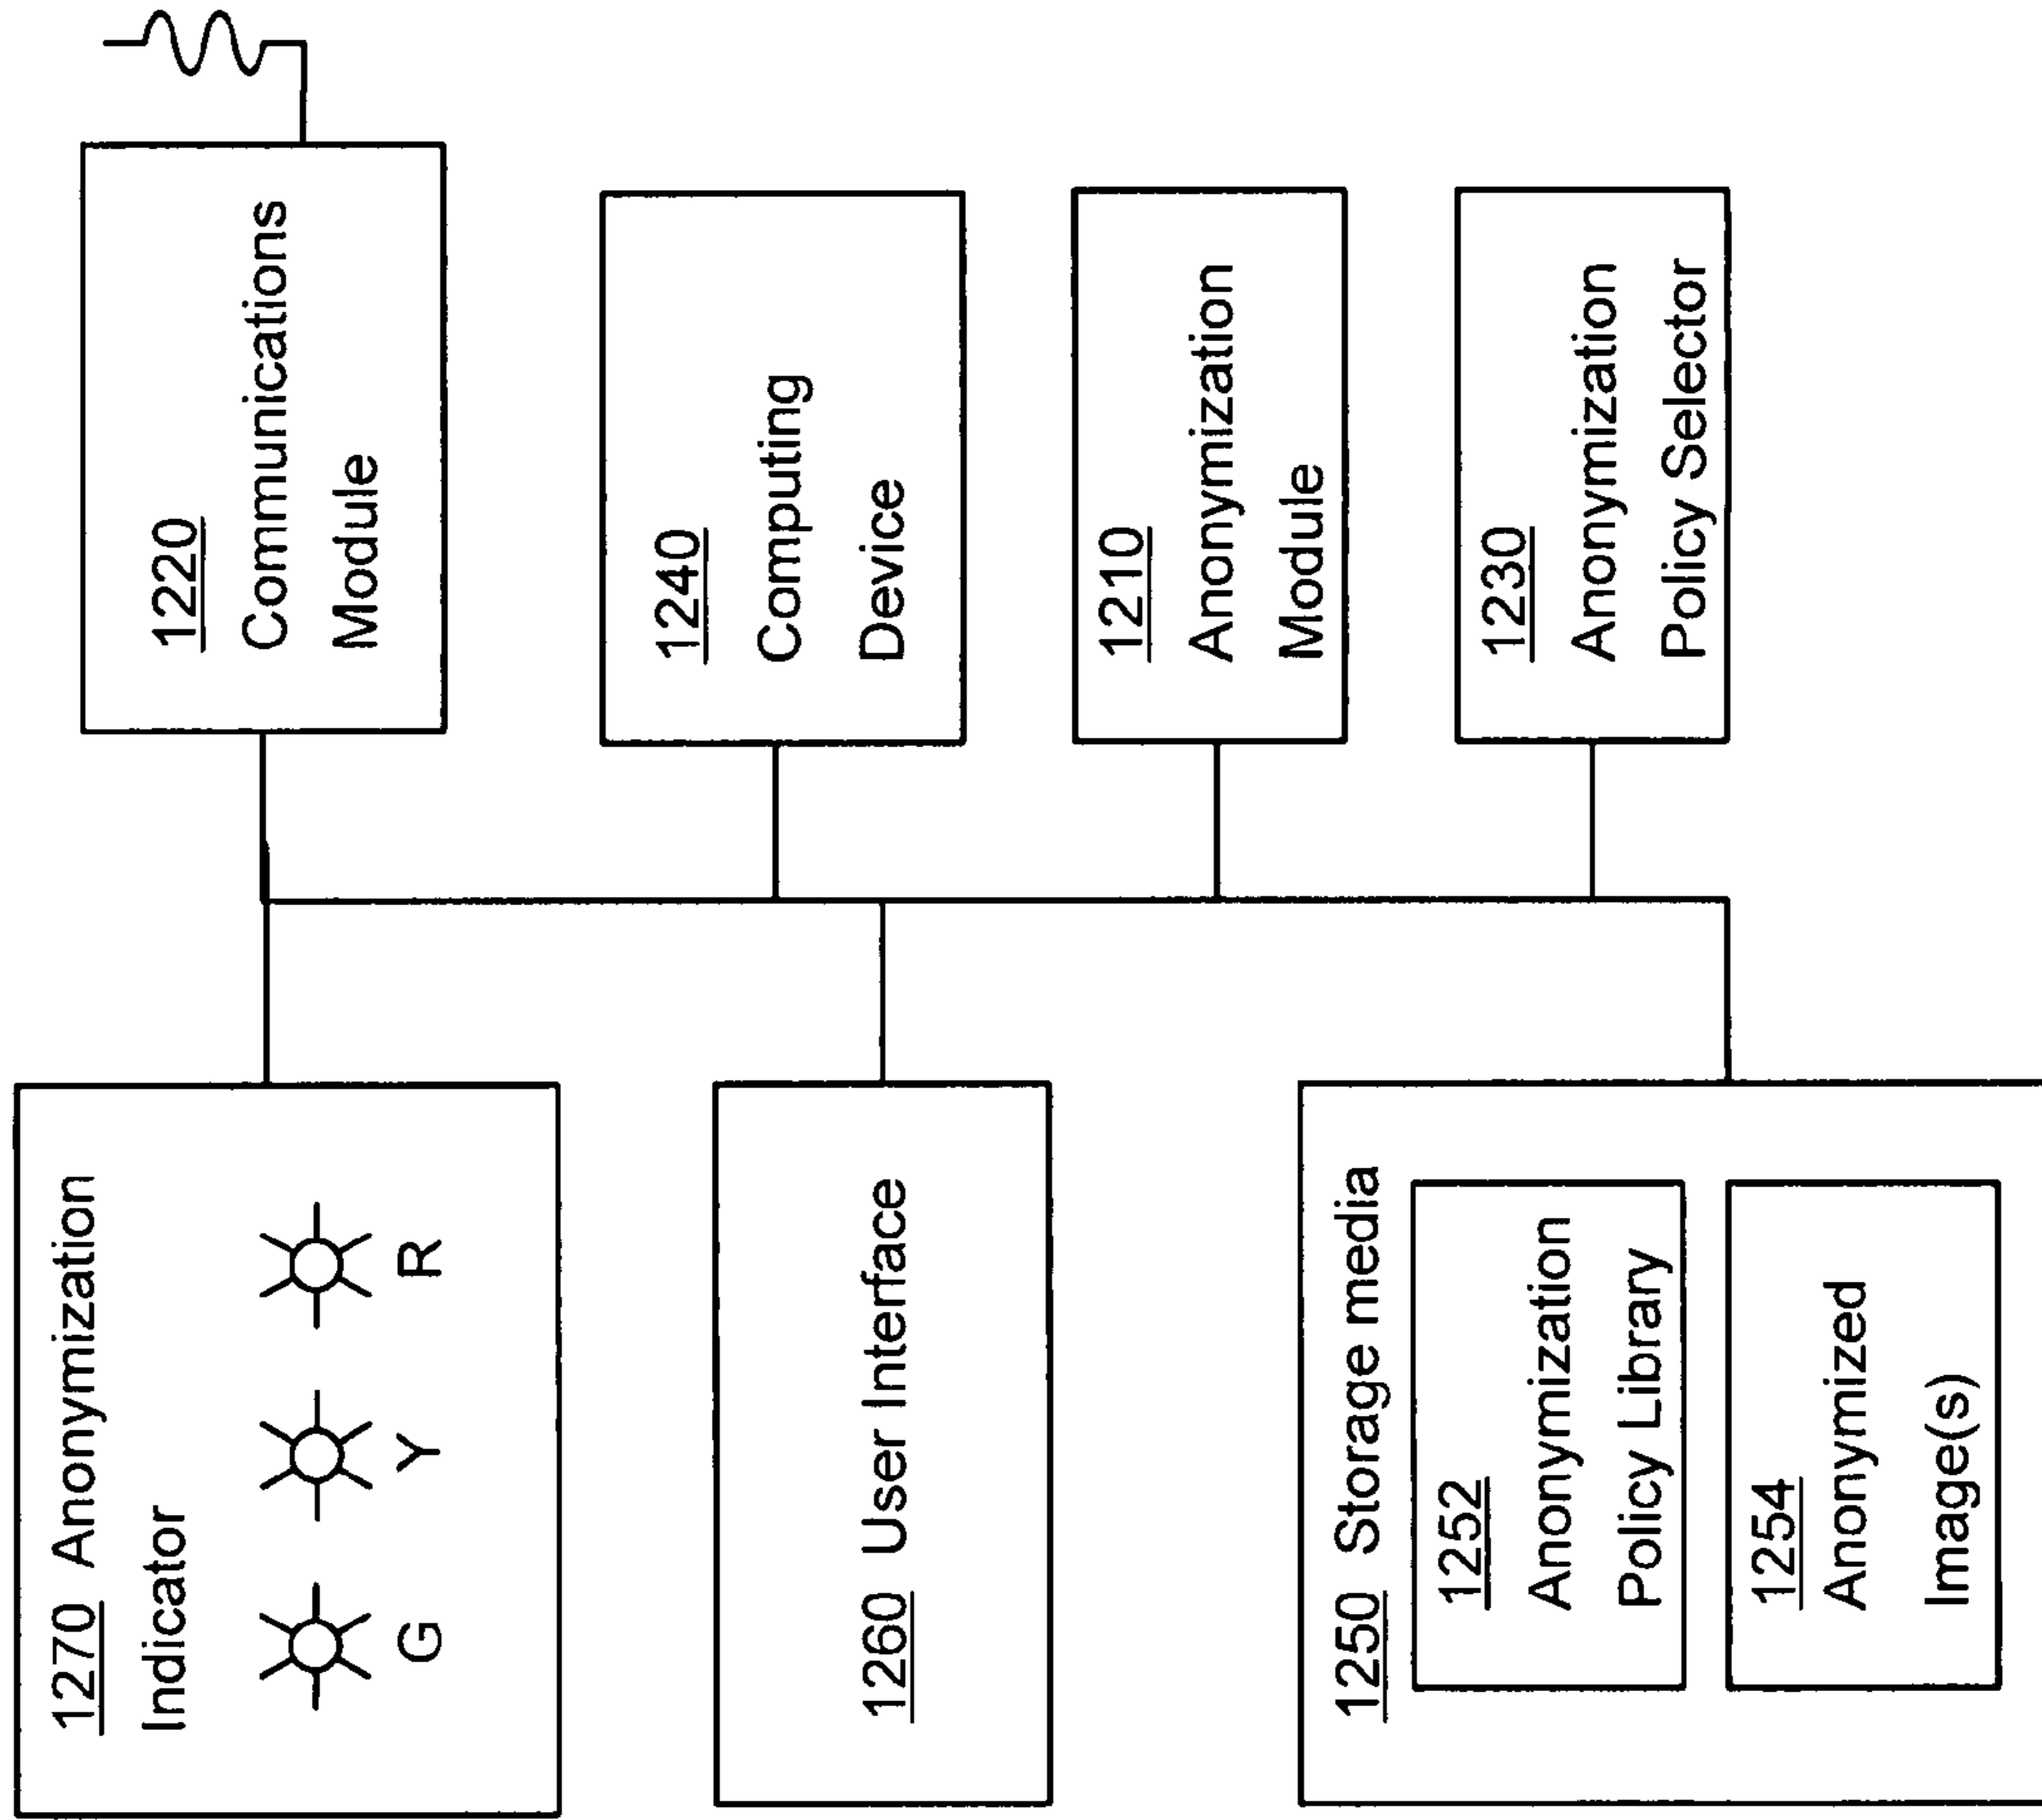 1270 Anonymization
Indicator
G Y R
1260 User Interface
1250 Storage media
1252
Anonymization
Policy Library
1254
Anonymized
Image(s)
1220
Communications
Module
1240
Computing
Device
1210
Anonymization
Module
1230
Anonymization
Policy Selector